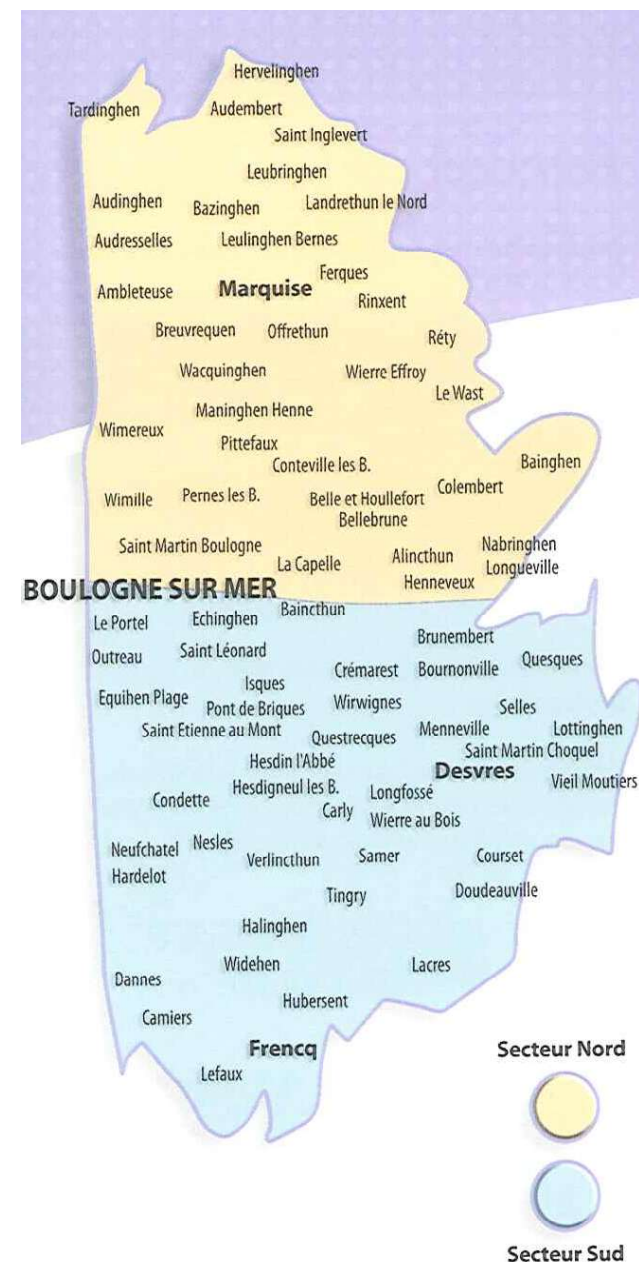 Hervelinghen
Tardinghen
Audembert
Saint Inglevert
Leubringhen
Audinghen
Bazinghen
Landrethun le Nord
Audresselles
Leulinghen Bernes
Ferques
Ambleteuse
Marquise
Rinxent
Breuvrequen
Offrethun
Réty
Wacquinghen
Wierre Effroy
Le Wast
Maninghen Henne
Wimereux
Pittefaux
Conteville les B.
Bainghen
Colembert
Wimille
Pernes les B.
Belle et Houllefort
Bellebrune
Saint Martin Boulogne
Nabringhen
Alincthun
La Capelle
Longueville
Henneveux
BOULOGNE SUR MER
Baincthun
Le Portel
Echinghen
Brunembert
Outreau
Saint Léonard
Crémarest
Bournonville
Quesques
Isques
Equihen Plage
Pont de Briques
Wirwignes
Selles
Saint Etienne au Mont
Questrecques
Menneville
Lottinghen
Saint Martin Choquel
Hesdin l'Abbé
Desvres
Vieil Moutiers
Hesdigneul les B.
Longfossé
Condette
Carly
Wierre au Bois
Neufchatel
Hardelot
Nesles
Verlincthun
Samer
Courset
Tingry
Doudeauville
Halinghen
Widehen
Lacres
Dannes
Hubersent
Camiers
Frencq
Lefaux
Secteur Nord
Secteur Sud